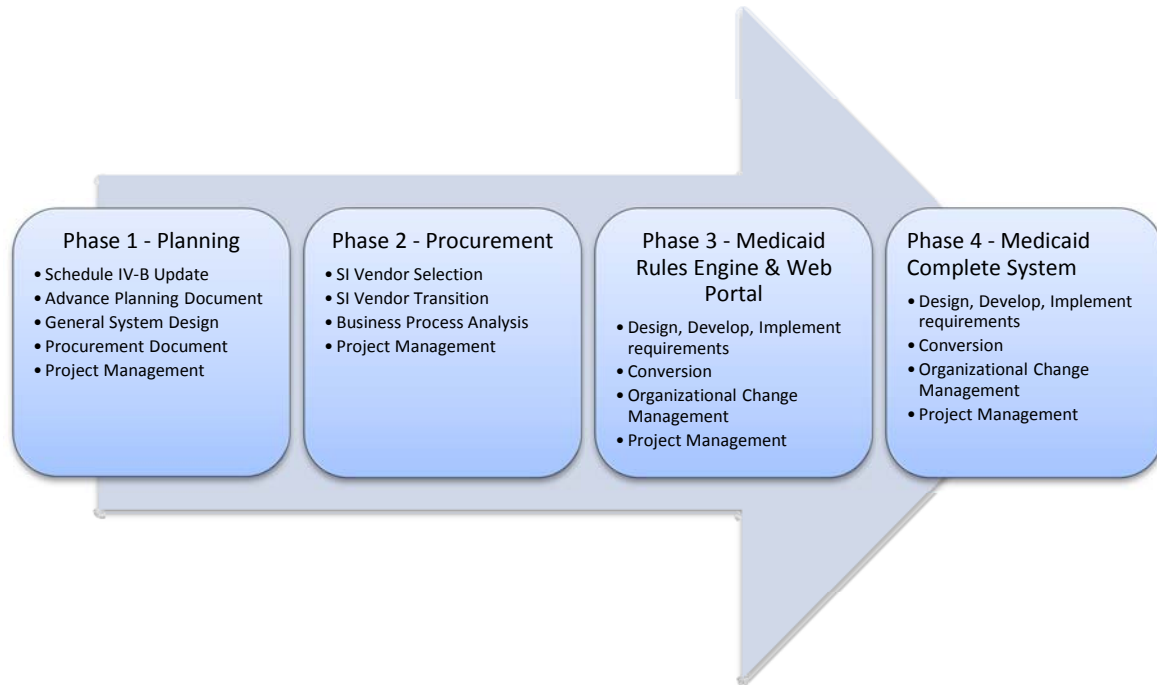 Phase 1 - Planning
• Schedule IV-B Update
• Advance Planning Document
• General System Design
• Procurement Document
• Project Management
Phase 2 - Procurement
• SI Vendor Selection
• SI Vendor Transition
• Business Process Analysis
• Project Management
Phase 3 - Medicaid
Rules Engine & Web
Portal
• Design, Develop, Implement
requirements
• Conversion
• Organizational Change
Management
• Project Management
Phase 4 - Medicaid
Complete System
• Design, Develop, Implement
requirements
• Conversion
• Organizational Change
Management
• Project Management